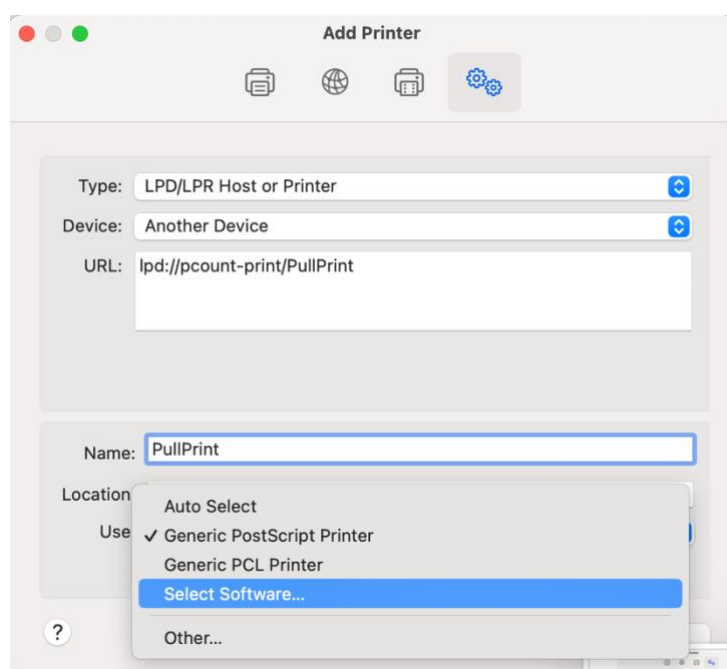 Add Printer
Type: LPD/LPR Host or Printer
Device: Another Device
URL: lpd://pcount-print/PullPrint
Name: PullPrint
Location
Auto Select
Use ✓ Generic PostScript Printer
Generic PCL Printer
Select Software...
?
Other...